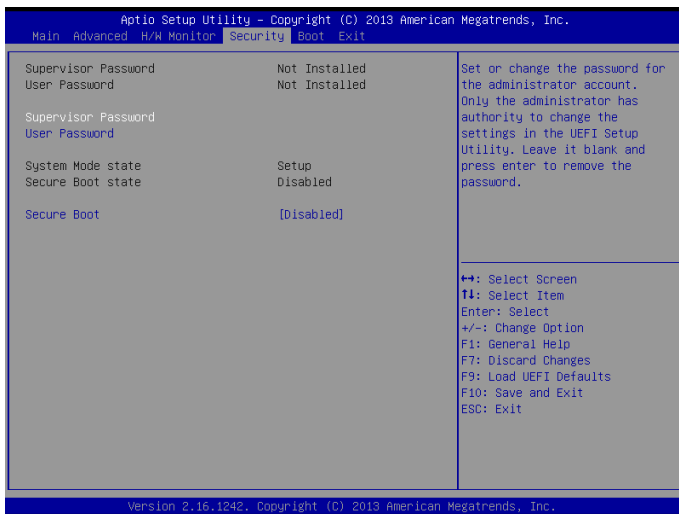 Aptio Setup Utility – Copyright (C) 2013 American Megatrends, Inc.
Main Advanced H/W Monitor Security Boot Exit
Supervisor Password Not Installed
User Password Not Installed
Supervisor Password
User Password
System Mode state Setup
Secure Boot state Disabled
Secure Boot [Disabled]
Set or change the password for
the administrator account.
Only the administrator has
authority to change the
settings in the UEFI Setup
Utility. Leave it blank and
press enter to remove the
password.
↔: Select Screen
↑↓: Select Item
Enter: Select
+/-: Change Option
F1: General Help
F7: Discard Changes
F9: Load UEFI Defaults
F10: Save and Exit
ESC: Exit
Version 2.16.1242. Copyright (C) 2013 American Megatrends, Inc.